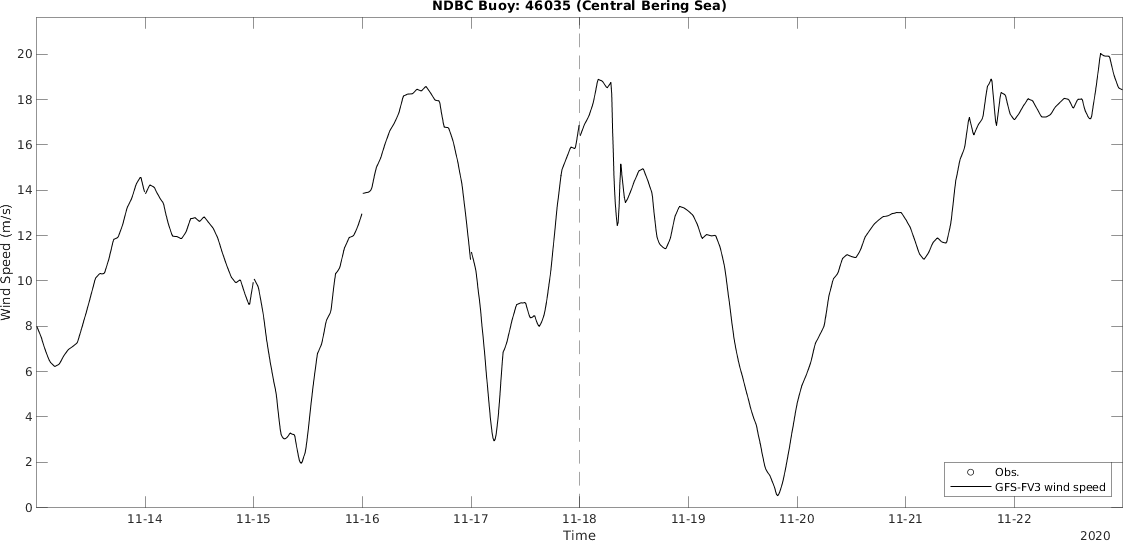 NDBC Buoy: 46035 (Central Bering Sea)
Wind Speed (m/s)
20
18
16
14
12
10
8
6
4
2
0
Obs.
GFS-FV3 wind speed
11-14 11-15 11-16 11-17 11-18 11-19 11-20 11-21 11-22
Time
2020